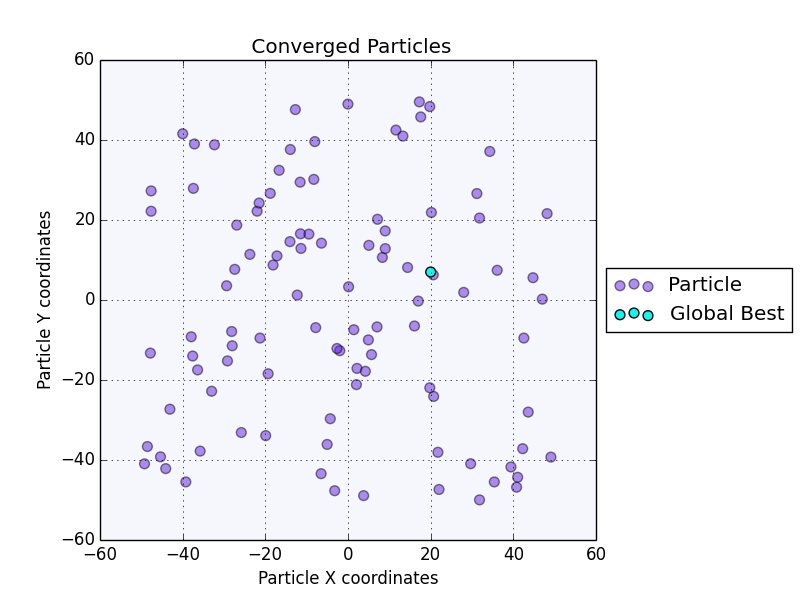 Converged Particles
60
40
20
0
−20
−40
−60
−60 −40 −20 0 20 40 60
Particle Y coordinates
Particle X coordinates
Particle
Global Best